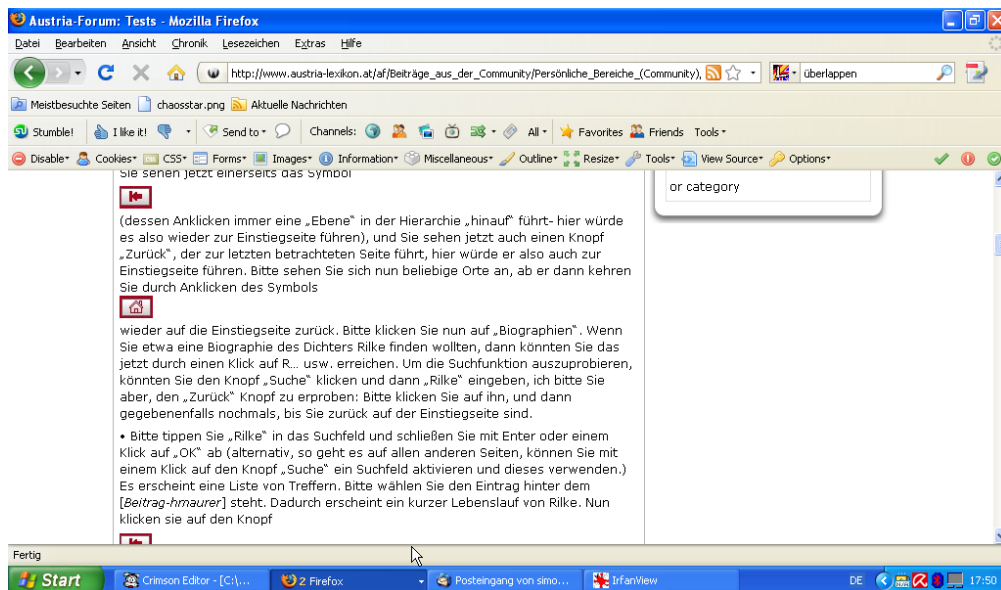 Austria-Forum: Tests - Mozilla Firefox
Datei Bearbeiten Ansicht Chronik Lesezeichen Extras Hilfe
http://www.austria-lexikon.at/af/Beiträge_aus_der_Community/Persönliche_Bereiche_(Community), überlappen
Meistbesuchte Seiten chaosstar.png Aktuelle Nachrichten
Stumble! I like it! Send to Channels: All Favorites Friends Tools
Disable Cookies CSS Forms Images Information Miscellaneous Outline Resize Tools View Source Options
Sie sehen jetzt einerseits das Symbol
or category
(dessen Anklicken immer eine „Ebene“ in der Hierarchie „hinauf“ führt- hier würde
es also wieder zur Einstiegseite führen), und Sie sehen jetzt auch einen Knopf
„Zurück“, der zur letzten betrachteten Seite führt, hier würde er also auch zur
Einstiegseite führen. Bitte sehen Sie sich nun beliebige Orte an, ab er dann kehren
Sie durch Anklicken des Symbols
wieder auf die Einstiegseite zurück. Bitte klicken Sie nun auf „Biographien“. Wenn
Sie etwa eine Biographie des Dichters Rilke finden wollten, dann könnten Sie das
jetzt durch einen Klick auf R... usw. erreichen. Um die Suchfunktion auszuprobieren,
könnten Sie den Knopf „Suche“ klicken und dann „Rilke“ eingeben, ich bitte Sie
aber, den „Zurück“ Knopf zu erproben: Bitte klicken Sie auf ihn, und dann
gegebenenfalls nochmals, bis Sie zurück auf der Einstiegseite sind.
• Bitte tippen Sie „Rilke“ in das Suchfeld und schließen Sie mit Enter oder einem
Klick auf „OK“ ab (alternativ, so geht es auf allen anderen Seiten, können Sie mit
einem Klick auf den Knopf „Suche“ ein Suchfeld aktivieren und dieses verwenden.)
Es erscheint eine Liste von Treffern. Bitte wählen Sie den Eintrag hinter dem
[Beitrag-hmaurer] steht. Dadurch erscheint ein kurzer Lebenslauf von Rilke. Nun
klicken sie auf den Knopf
Fertig
Start Crimson Editor - [C:\... 2 Firefox Posteingang von simo... IrfanView DE 17:50